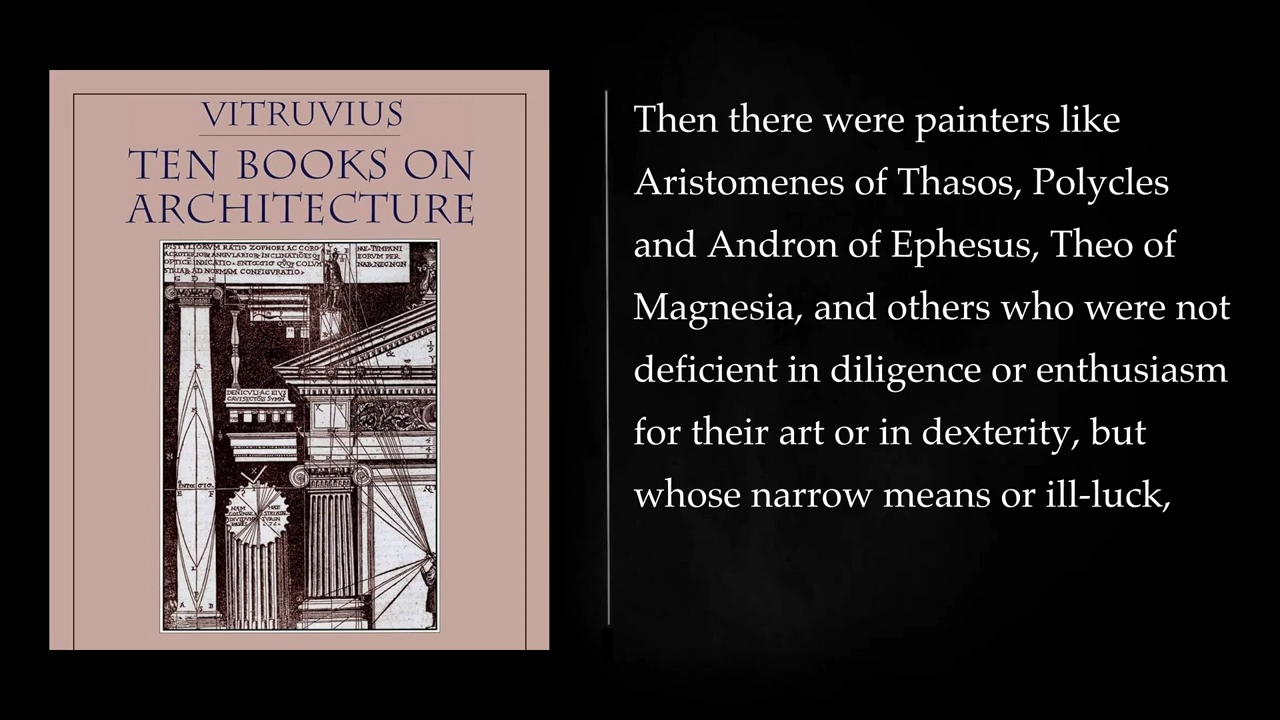 VITRUVIUS
TEN BOOKS ON
ARCHITECTURE
Then there were painters like
Aristomenes of Thasos, Polycles
and Andron of Ephesus, Theo of
Magnesia, and others who were not
deficient in diligence or enthusiasm
for their art or in dexterity, but
whose narrow means or ill-luck,